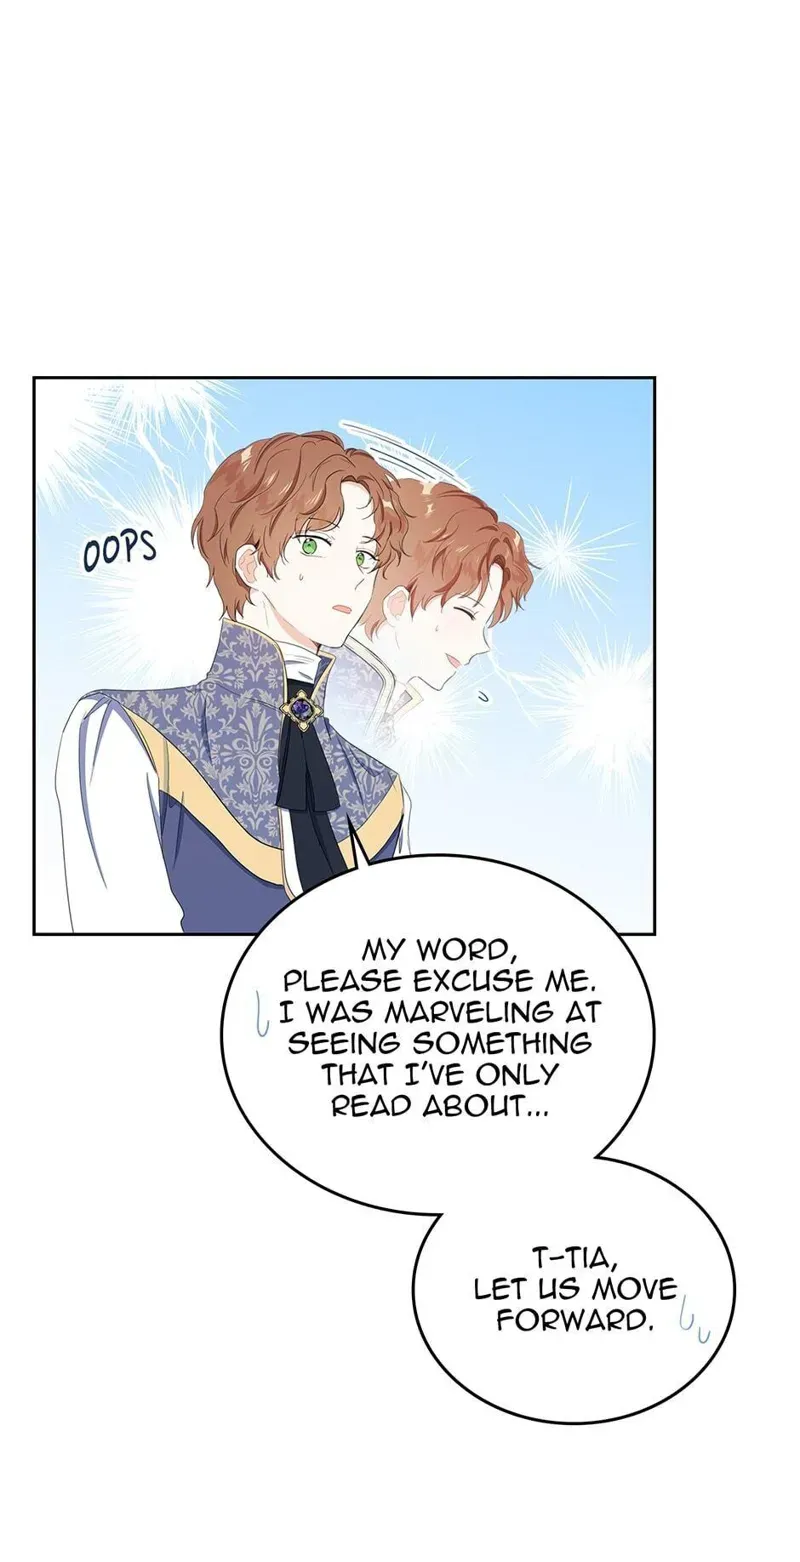 OOPS
MY WORD,
PLEASE EXCUSE ME.
I WAS MARVELING AT
SEEING SOMETHING
THAT I'VE ONLY
READ ABOUT...
T-TIA,
LET US MOVE
FORWARD.